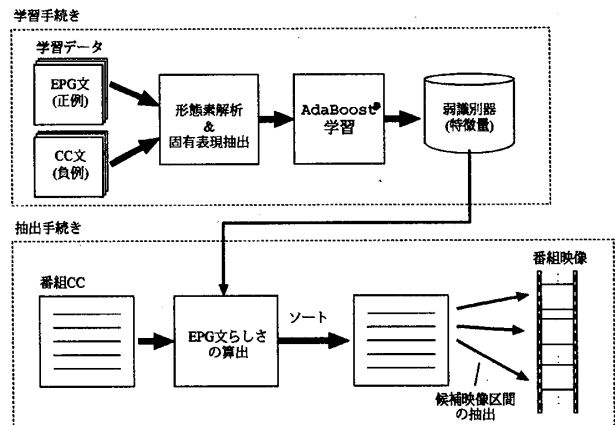 学習手続き
学習データ
EPG文
(正例)
CC文
(負例)
形態素解析
&
固有表現抽出
AdaBoost
学習
弱識別器
(特徴量)
抽出手続き
番組CC
EPG文らしさ
の算出
ソート
番組映像
候補映像区間
の抽出